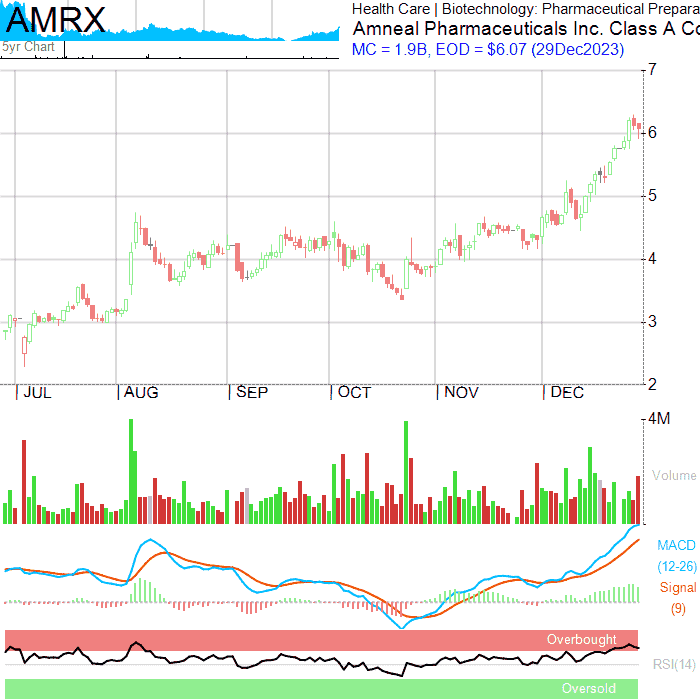 AMRX
5yr Chart
Health Care | Biotechnology: Pharmaceutical Prepara
Amneal Pharmaceuticals Inc. Class A Co
MC = 1.9B, EOD = $6.07 (29Dec2023)
7
6
5
4
3
2
JUL AUG SEP OCT NOV DEC
4M
Volume
MACD
(12-26)
Signal
(9)
Overbought
RSI(14)
Oversold